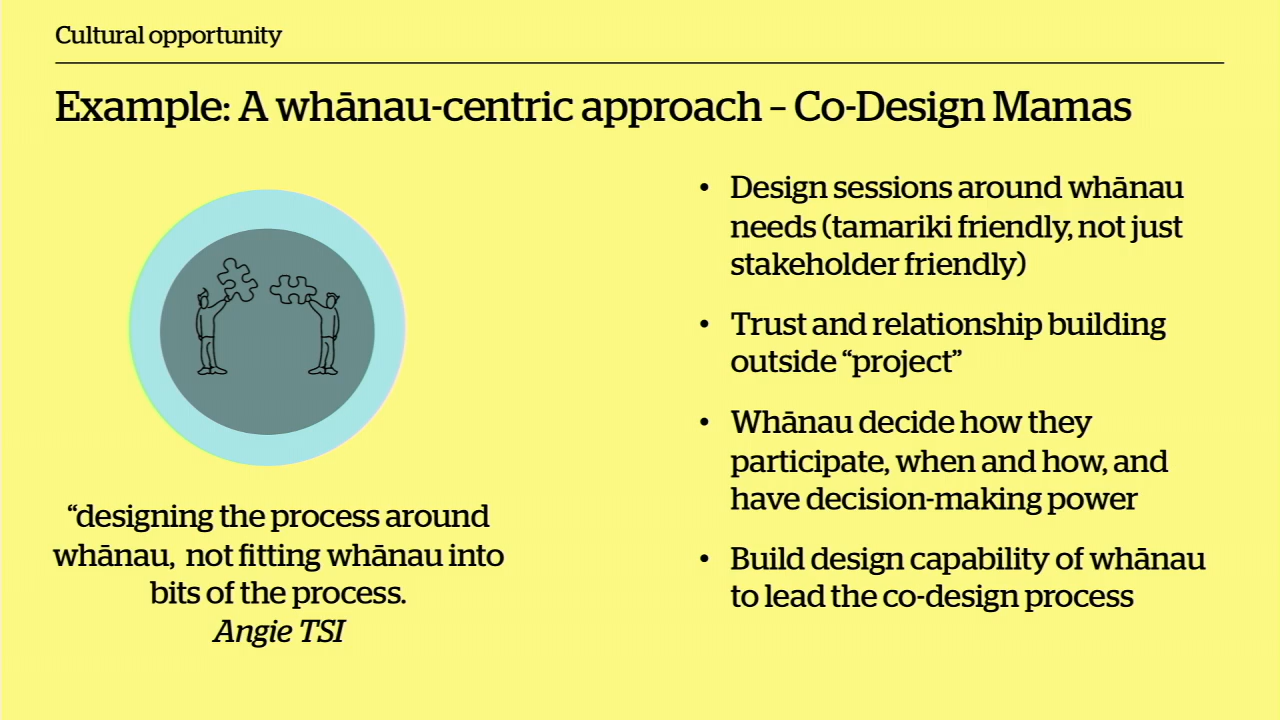 Cultural opportunity
Example: A whānau-centric approach – Co-Design Mamas
“designing the process around
whānau,  not fitting whānau into
bits of the process.
Angie TSI
• Design sessions around whānau
needs (tamariki friendly, not just
stakeholder friendly)
• Trust and relationship building
outside “project”
• Whānau decide how they
participate, when and how, and
have decision-making power
• Build design capability of whānau
to lead the co-design process